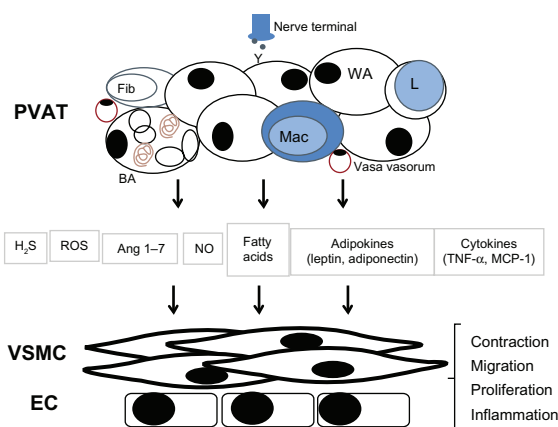 Nerve terminal
Y
WA
L
Fib
PVAT
Mac
Vasa vasorum
BA
H₂S
ROS
Ang 1–7
NO
Fatty
acids
Adipokines
(leptin, adiponectin)
Cytokines
(TNF-α, MCP-1)
VSMC
EC
Contraction
Migration
Proliferation
Inflammation